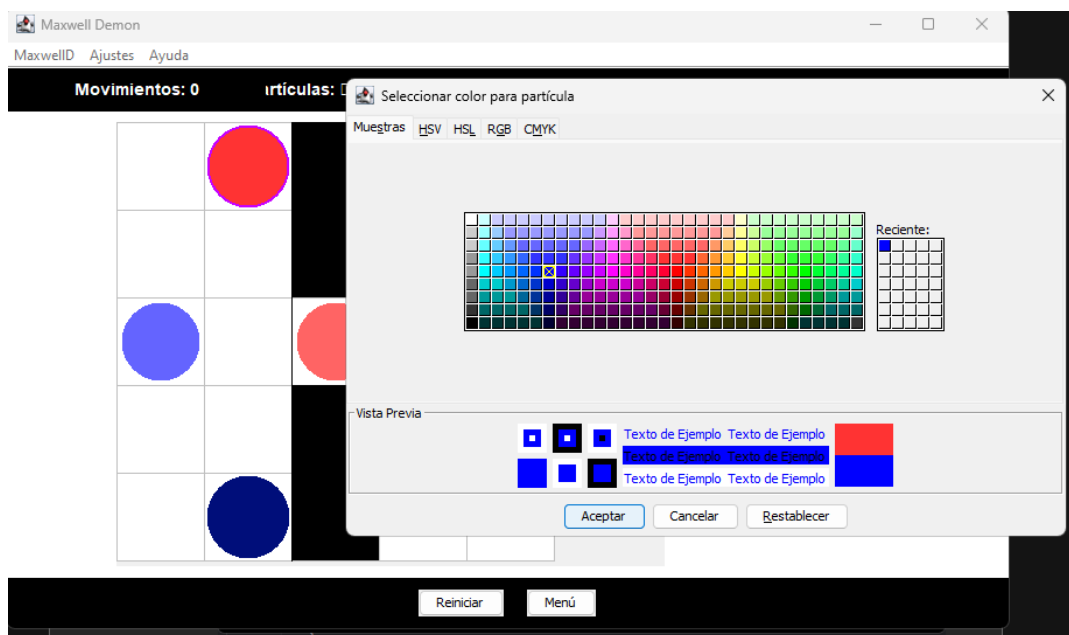 Maxwell Demon
MaxwellD Ajustes Ayuda
Movimientos: 0 artículas:
Seleccionar color para partícula
Muestras HSV HSL RGB CMYK
Reciente:
Vista Previa
Texto de Ejemplo Texto de Ejemplo
Texto de Ejemplo Texto de Ejemplo
Texto de Ejemplo Texto de Ejemplo
Aceptar Cancelar Restablecer
Reiniciar Menú